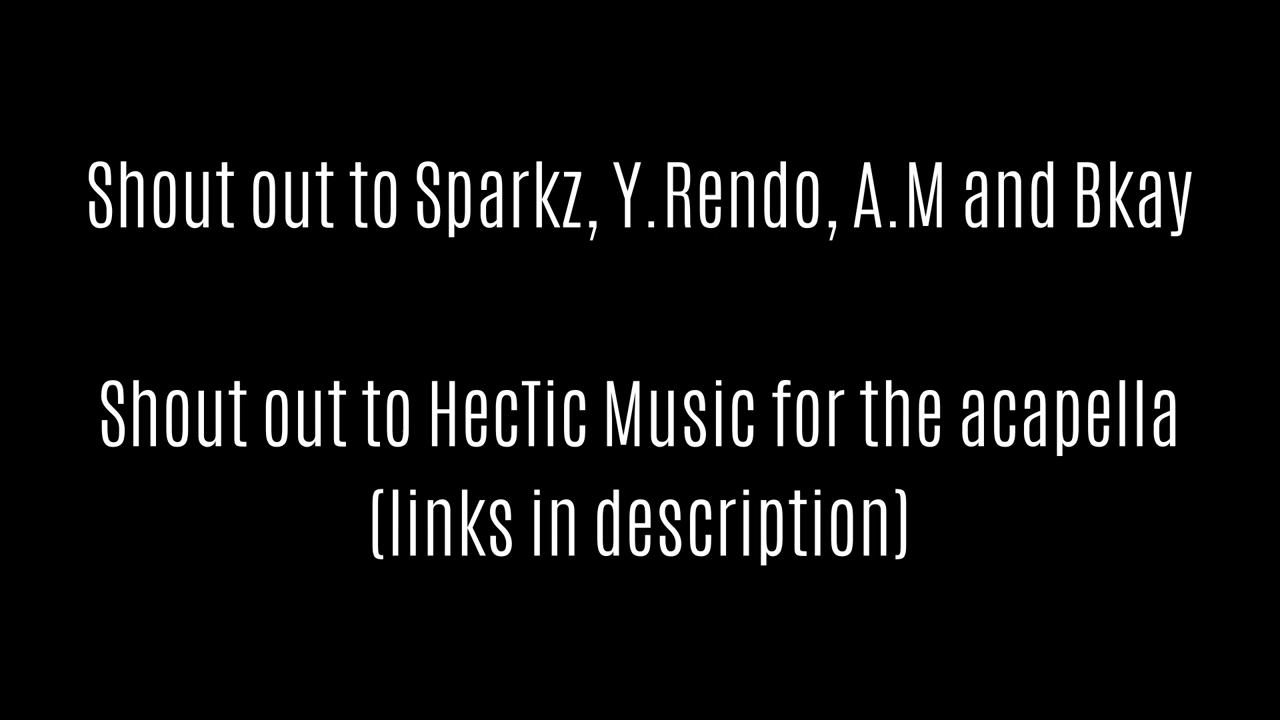 Shout out to Sparkz, Y.Rendo, A.M and Bkay
Shout out to HecTic Music for the acapella
(links in description)